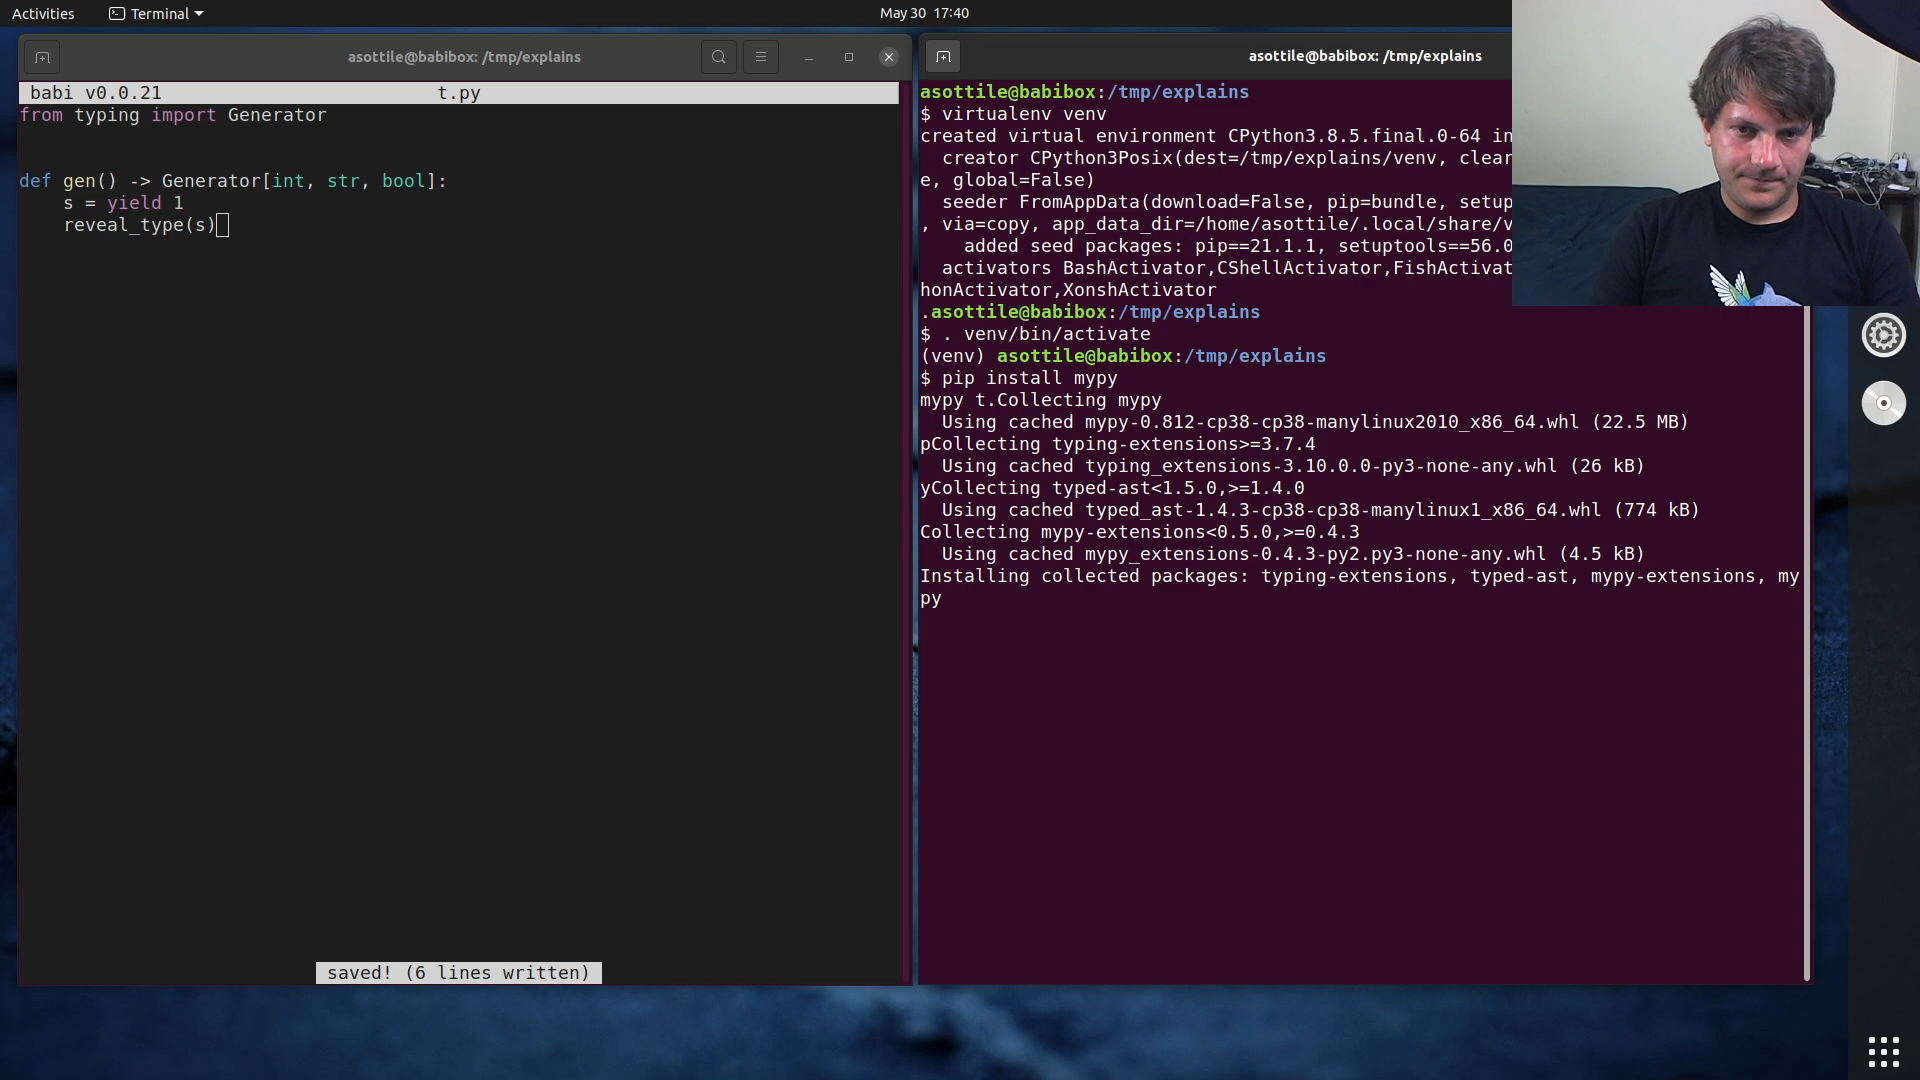 Activities
Terminal
May 30 17:40
asottile@babibox: /tmp/explains
babi v0.0.21 t.py
from typing import Generator
def gen() -> Generator[int, str, bool]:
    s = yield 1
    reveal_type(s)
saved! (6 lines written)
asottile@babibox: /tmp/explains
asottile@babibox:/tmp/explains
$ virtualenv venv
created virtual environment CPython3.8.5.final.0-64 in
  creator CPython3Posix(dest=/tmp/explains/venv, clear
e, global=False)
  seeder FromAppData(download=False, pip=bundle, setup
, via=copy, app_data_dir=/home/asottile/.local/share/v
    added seed packages: pip==21.1.1, setuptools==56.0
  activators BashActivator,CShellActivator,FishActivat
honActivator,XonshActivator
.asottile@babibox:/tmp/explains
$ . venv/bin/activate
(venv) asottile@babibox:/tmp/explains
$ pip install mypy
mypy t.Collecting mypy
  Using cached mypy-0.812-cp38-cp38-manylinux2010_x86_64.whl (22.5 MB)
pCollecting typing-extensions>=3.7.4
  Using cached typing_extensions-3.10.0.0-py3-none-any.whl (26 kB)
yCollecting typed-ast<1.5.0,>=1.4.0
  Using cached typed_ast-1.4.3-cp38-cp38-manylinux1_x86_64.whl (774 kB)
Collecting mypy-extensions<0.5.0,>=0.4.3
  Using cached mypy_extensions-0.4.3-py2.py3-none-any.whl (4.5 kB)
Installing collected packages: typing-extensions, typed-ast, mypy-extensions, my
py